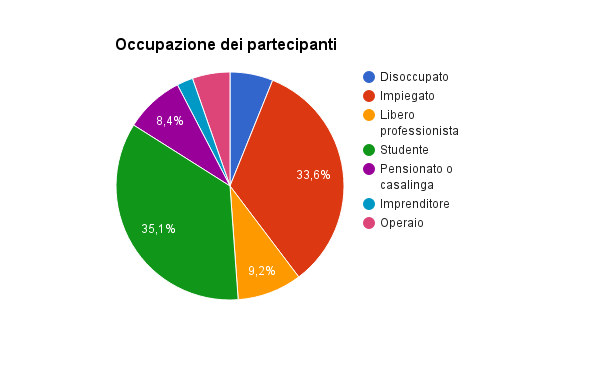 Occupazione dei partecipanti
Disoccupato
Impiegato
Libero
professionista
Studente
Pensionato o
casalinga
Imprenditore
Operaio
8,4%
33,6%
35,1%
9,2%